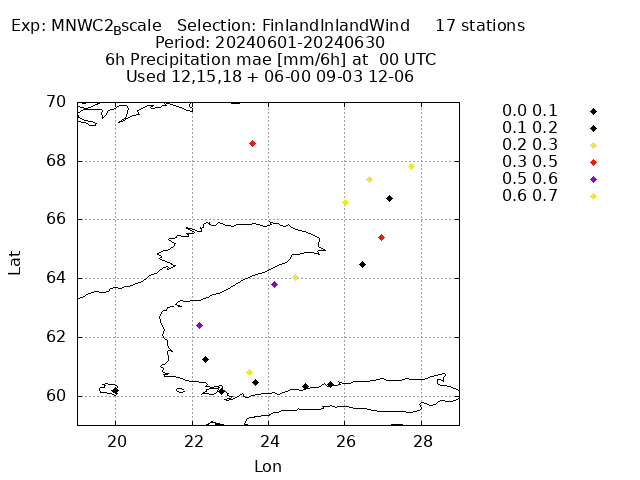 Exp: MNWC2Bscale Selection: FinlandInlandWind 17 stations
Period: 20240601-20240630
6h Precipitation mae [mm/6h] at 00 UTC
Used 12,15,18 + 06-00 09-03 12-06
0.0 0.1
0.1 0.2
0.2 0.3
0.3 0.5
0.5 0.6
0.6 0.7
70
68
66
64
62
60
Lat
20 22 24 26 28
Lon